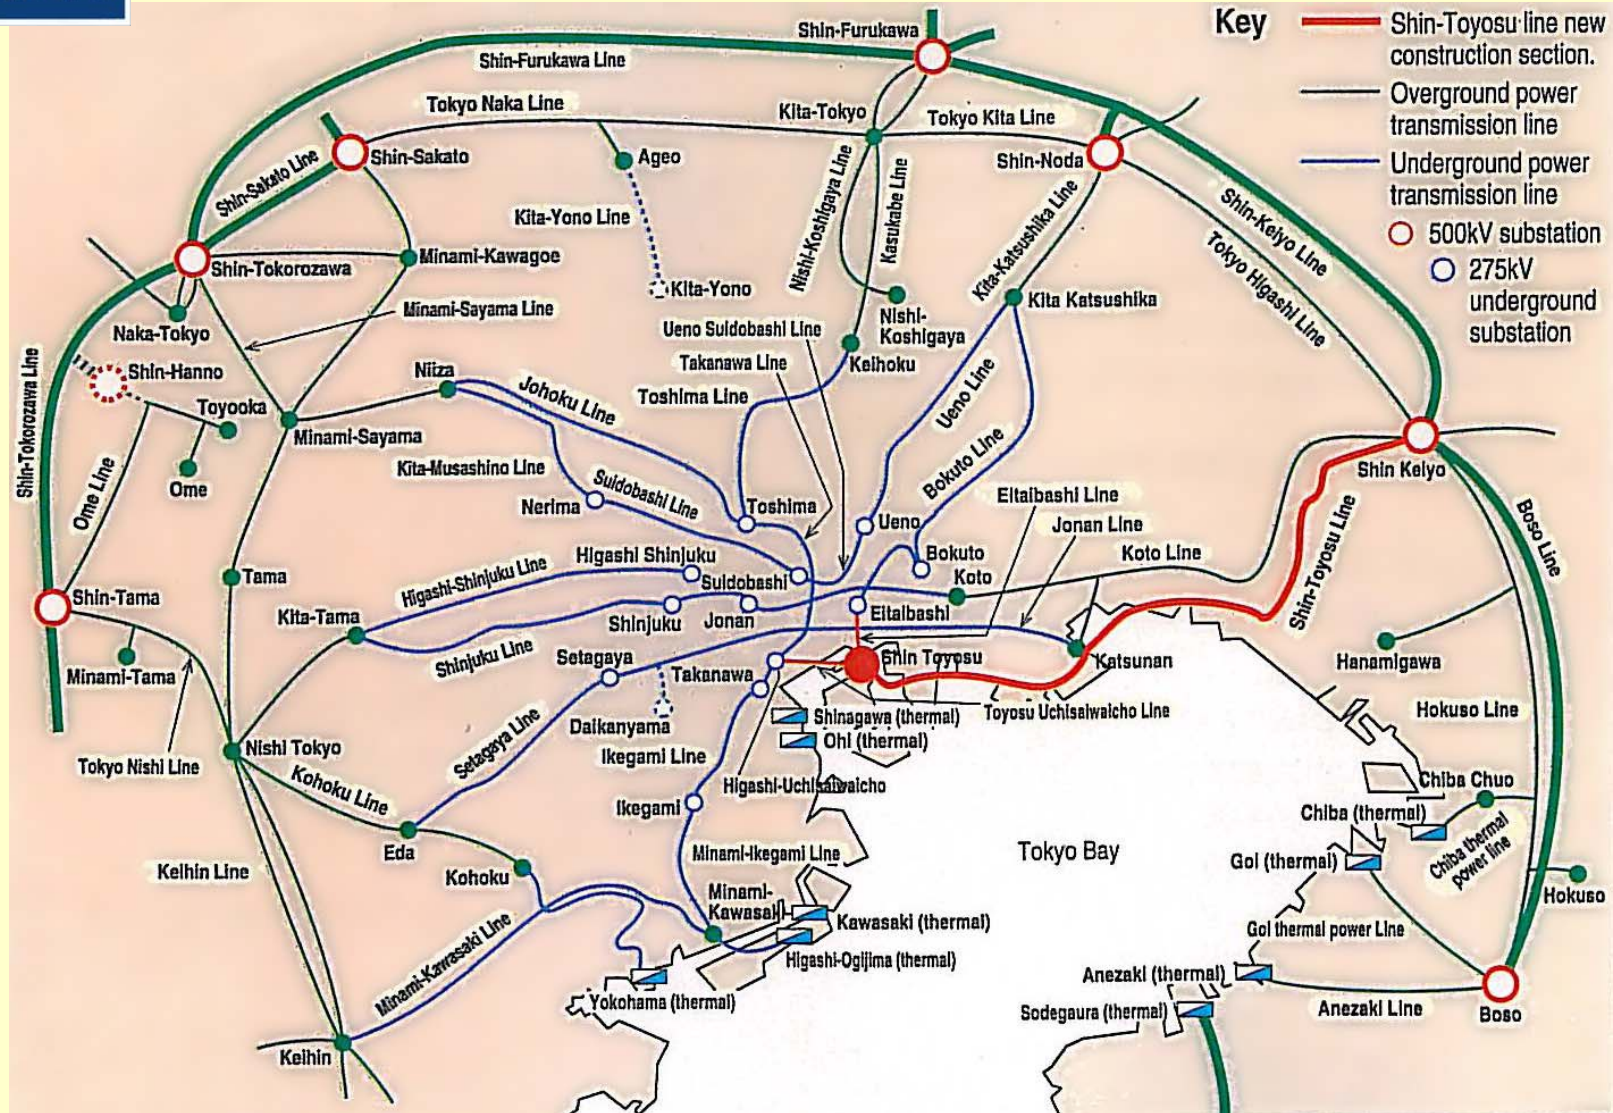 Key
Shin-Toyosu line new
construction section.
Overground power
transmission line
Underground power
transmission line
500kV substation
275kV
underground
substation
Shin-Furukawa
Shin-Furukawa Line
Tokyo Naka Line
Kita-Tokyo
Tokyo Kita Line
Shin-Sakato
Shin-Sakato Line
Ageo
Shin-Noda
Kita-Yono Line
Nishi-Koshigaya Line
Kasukabe Line
Kita-Katsushika Line
Shin-Keiyo Line
Tokyo Higashi Line
Shin-Tokorozawa
Minami-Kawagoe
Kita-Yono
Kita Katsushika
Minami-Sayama Line
Naka-Tokyo
Nishi-
Koshigaya
Ueno Suidobashi Line
Takanawa Line
Keihoku
Shin-Tokorozawa Line
Shin-Hanno
Niiza
Johoku Line
Toshima Line
Ueno Line
Toyooka
Minami-Sayama
Ome
Ome Line
Kita-Musashino Line
Suidobashi Line
Nerima
Bokuto Line
Shin Keiyo
Toshima
Ueno
Eitaibashi Line
Jonan Line
Koto Line
Boso Line
Shin-Toyosu Line
Higashi Shinjuku
Higashi-Shinjuku Line
Suidobashi
Bokuto
Koto
Tama
Shin-Tama
Kita-Tama
Shinjuku
Jonan
Eitaibashi
Shinjuku Line
Setagaya
Takanawa
Shin Toyosu
Katsunan
Hanamigawa
Minami-Tama
Daikanyama
Shinagawa (thermal)
Toyosu Uchisaiwaicho Line
Hokuso Line
Ohi (thermal)
Nishi Tokyo
Tokyo Nishi Line
Setagaya Line
Ikegami Line
Kohoku Line
Higashi-Uchisaiwaicho
Ikegami
Chiba Chuo
Chiba (thermal)
Chiba thermal
power line
Eda
Tokyo Bay
Minami-Ikegami Line
Goi (thermal)
Keihin Line
Kohoku
Minami-
Kawasaki
Kawasaki (thermal)
Hokuso
Minami-Kawasaki Line
Goi thermal power Line
Higashi-Ogijima (thermal)
Anezaki (thermal)
Yokohama (thermal)
Sodegaura (thermal)
Anezaki Line
Boso
Keihin